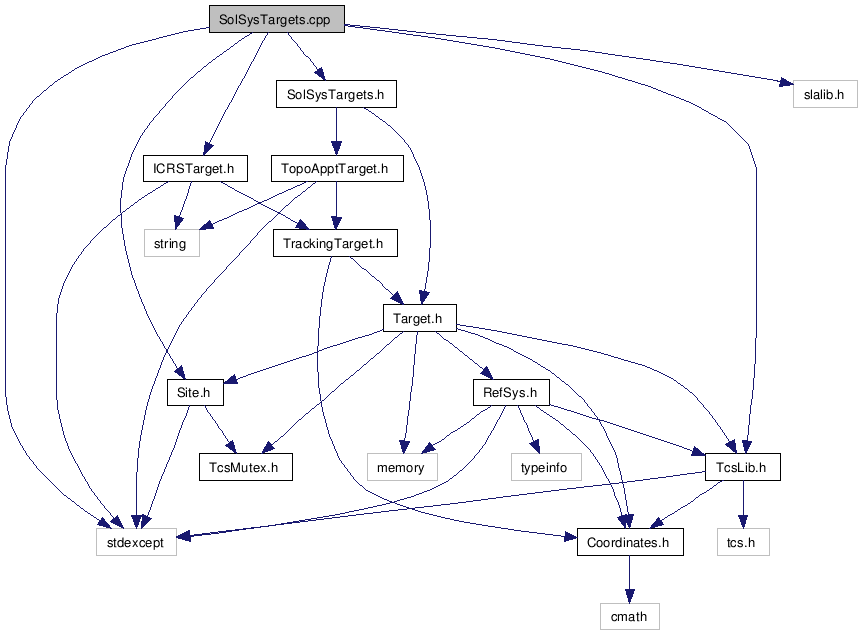 SolSysTargets.cpp
SolSysTargets.h
slalib.h
ICRSTarget.h
TopoApptTarget.h
string
TrackingTarget.h
Target.h
Site.h
RefSys.h
TcsMutex.h
memory
typeinfo
TcsLib.h
stdexcept
Coordinates.h
tcs.h
cmath